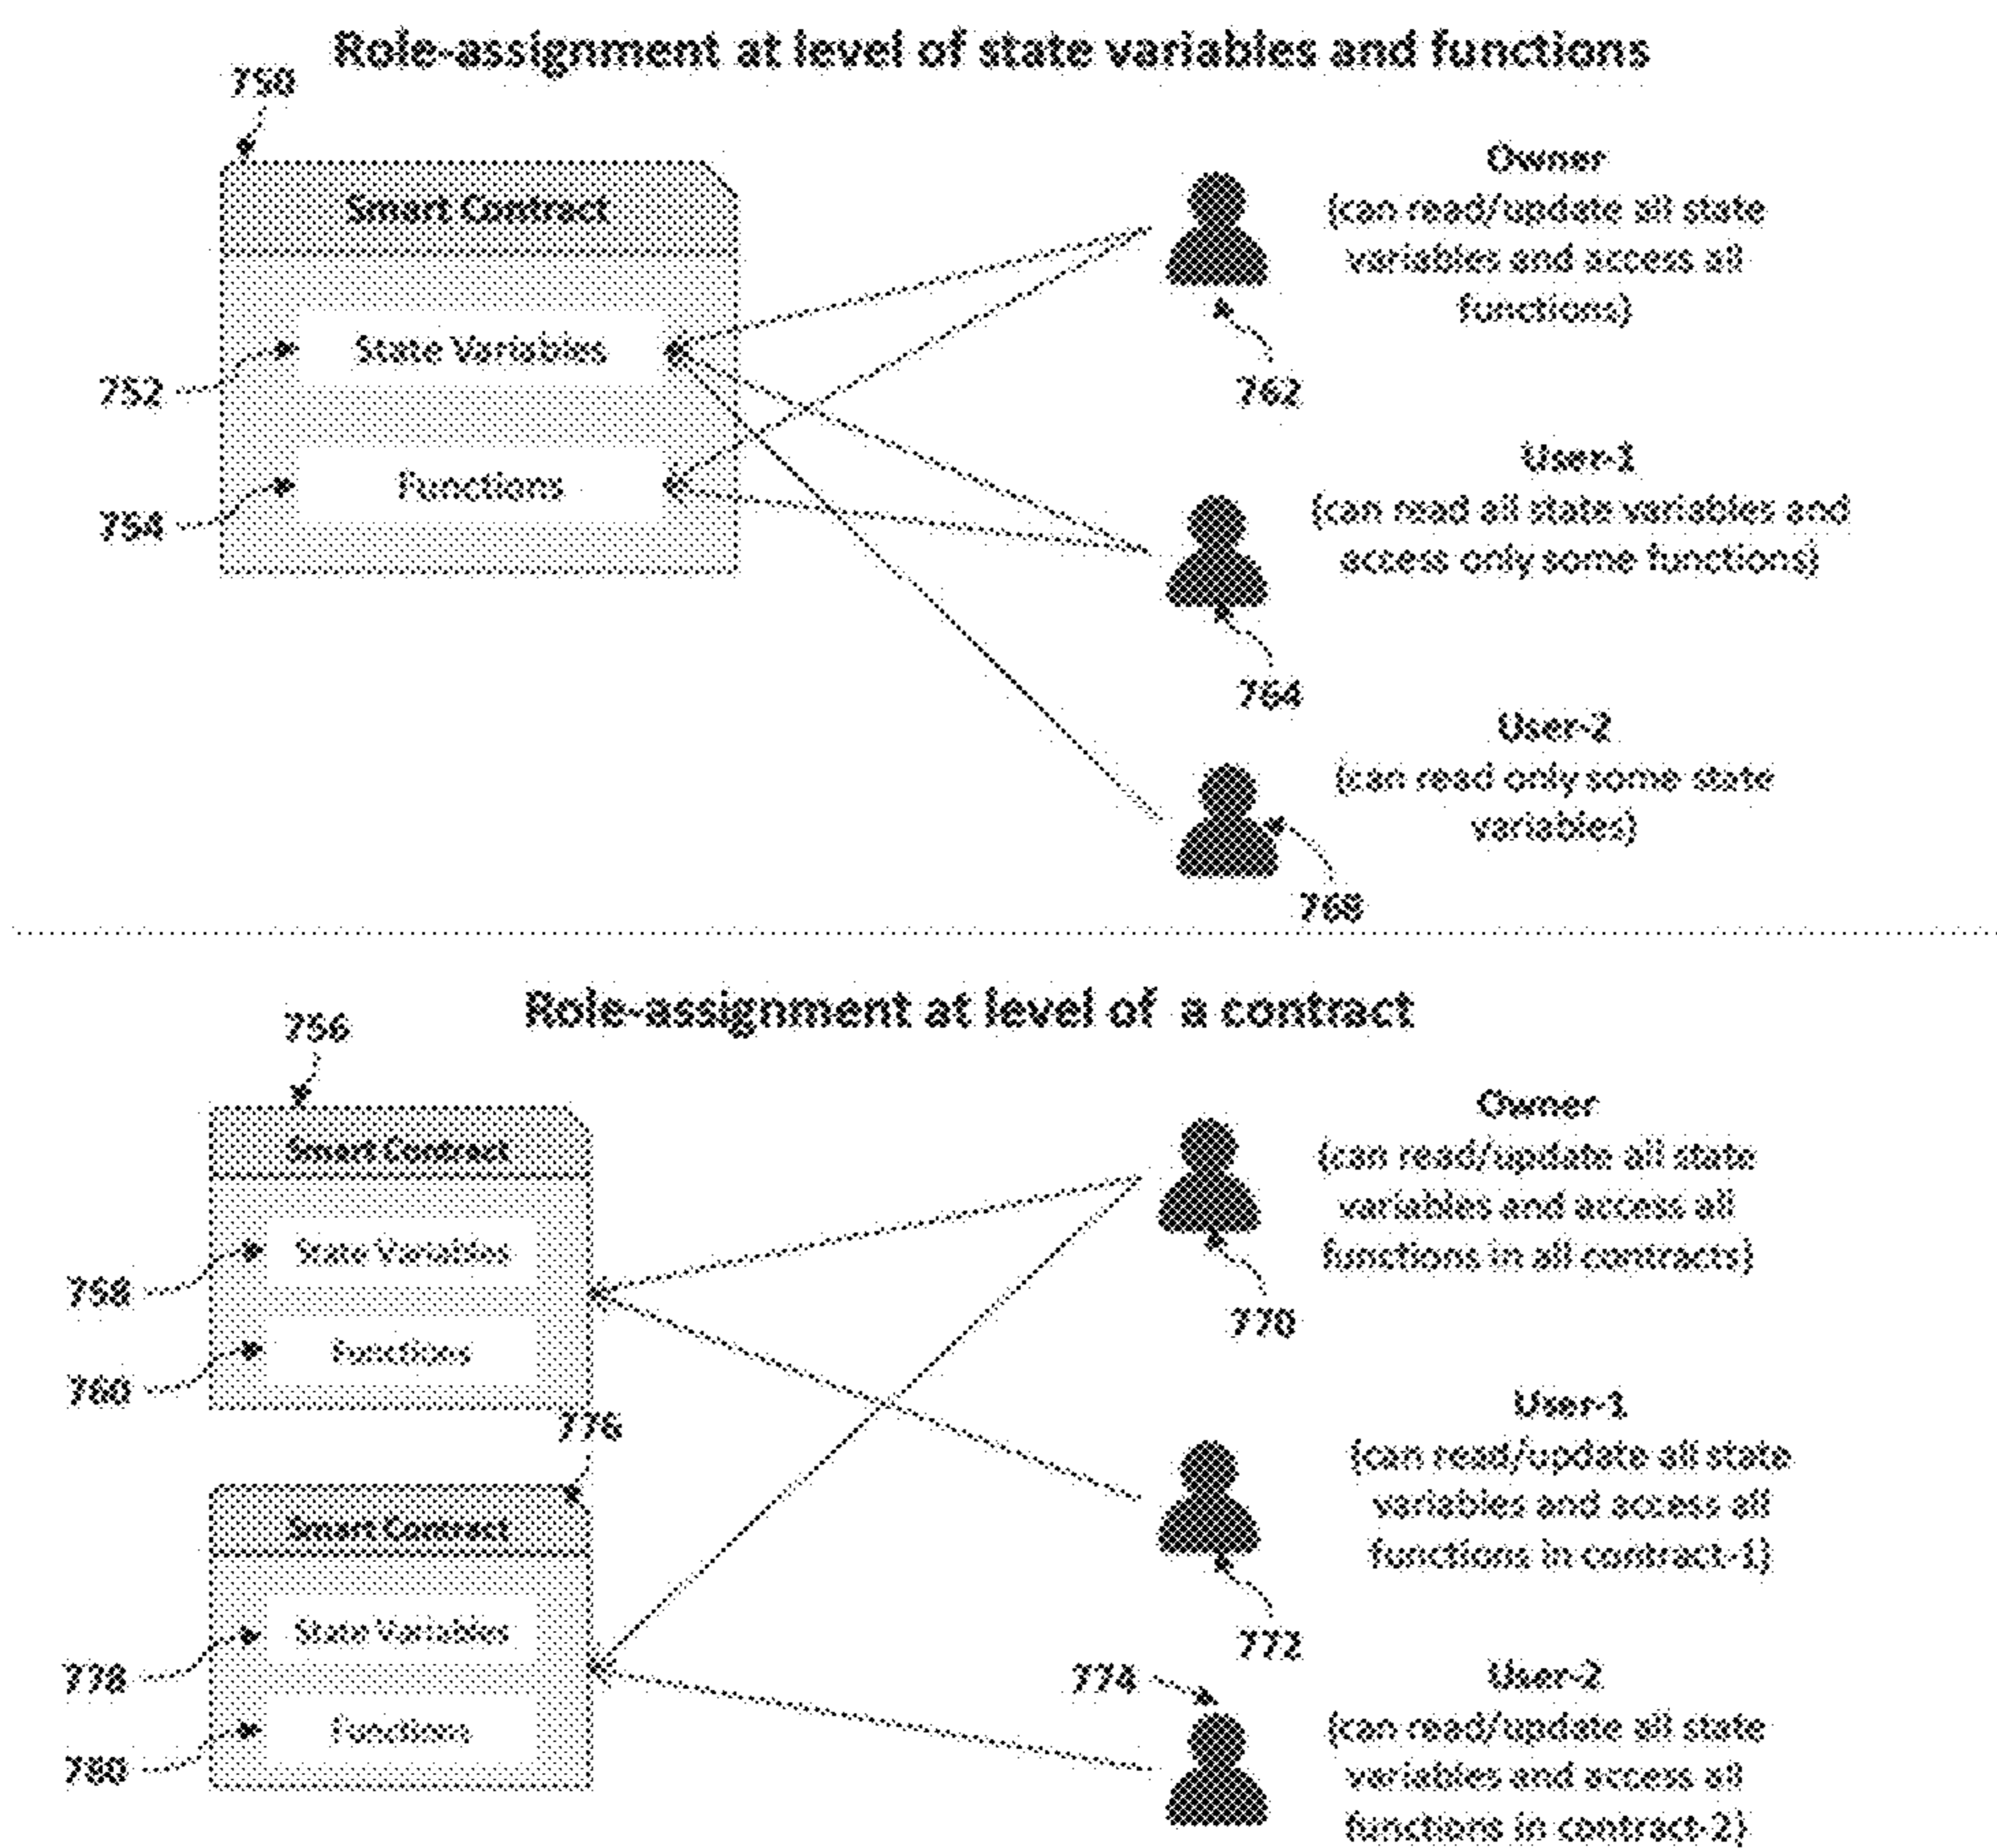 Role-assignment at level of state variables and functions
750
Smart Contract
State Variables
752
Functions
754
Owner
(can read/update all state
variables and access all
functions)
762
User-1
(can read all state variables and
access only some functions)
764
User-2
(can read only some state
variables)
768
Role-assignment at level of a contract
756
Smart Contract
State Variables
758
Functions
760
776
Smart Contract
State Variables
778
Functions
780
Owner
(can read/update all state
variables and access all
functions in all contracts)
770
User-1
(can read/update all state
variables and access all
functions in contract-1)
772
774
User-2
(can read/update all state
variables and access all
functions in contract-2)